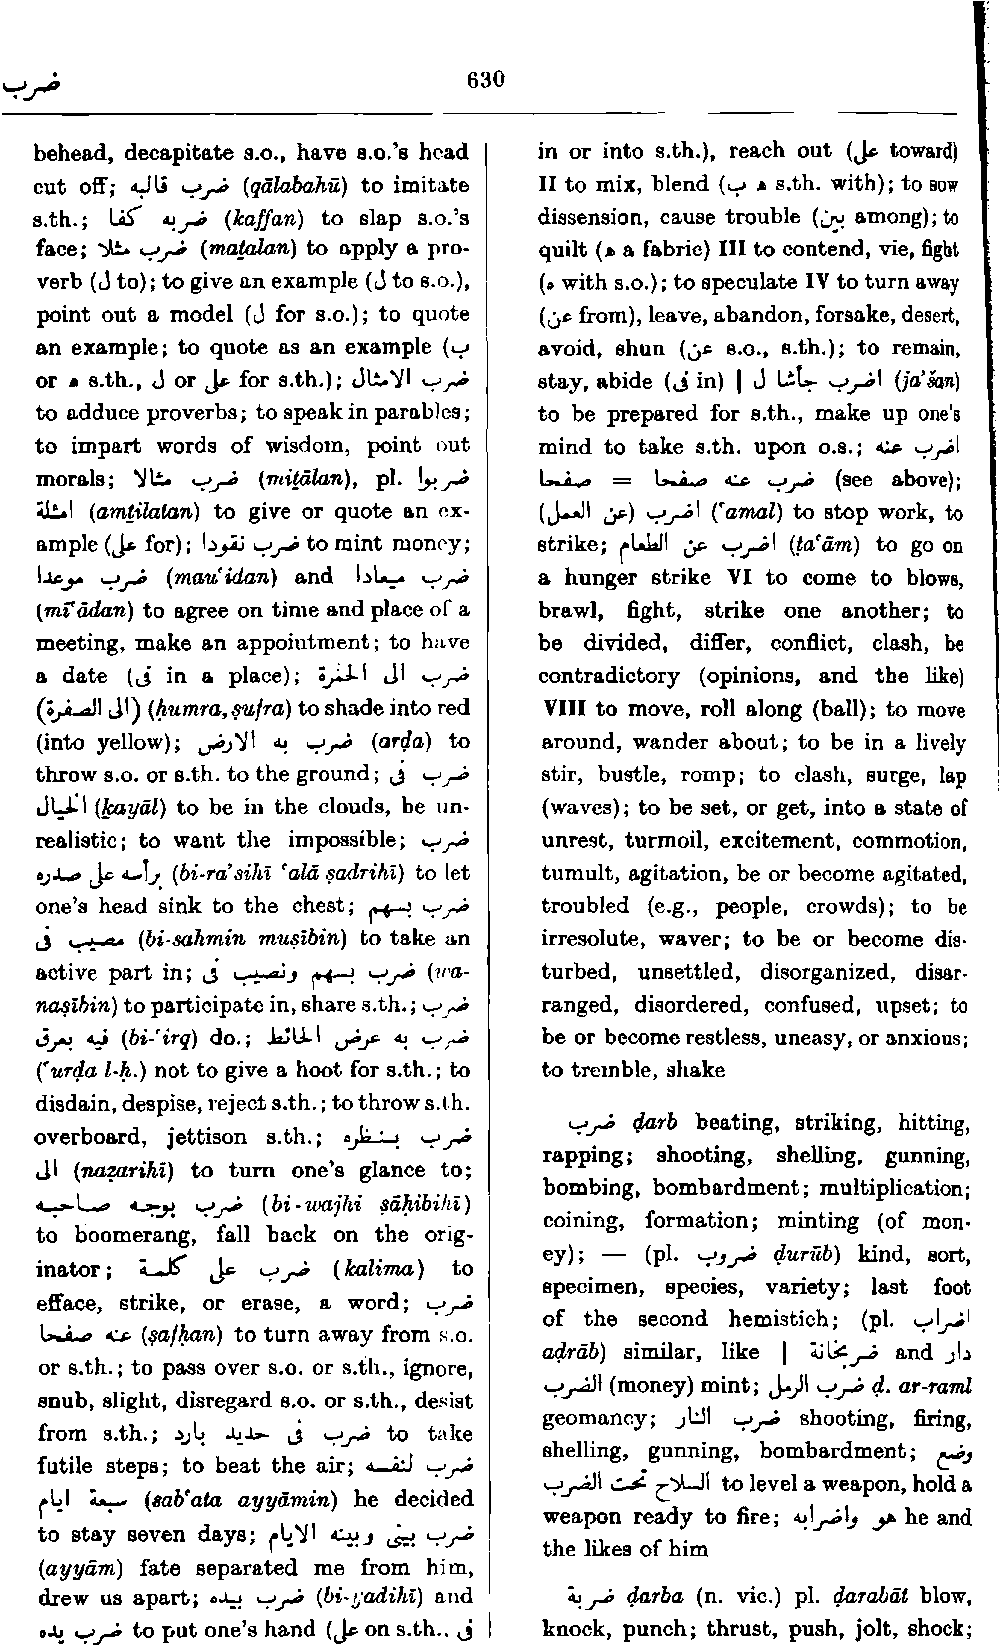 ضرب
630
behead, decapitate s.o., have s.o.'s head
cut off; ضرب قالبه (qālabahū) to imitate
s.th.; ضربه كفا (kaffan) to slap s.o.'s
face; ضرب مثلا (maṯalan) to apply a pro-
verb (ل to); to give an example (ل to s.o.),
point out a model (ل for s.o.); to quote
an example; to quote as an example (ب
or ه s.th., ل or على for s.th.); ضرب الامثال
to adduce proverbs; to speak in parables;
to impart words of wisdom, point out
morals; ضرب مثالا (miṯālan), pl. ضربوا
امثلة (amṯilatan) to give or quote an ex-
ample (على for); ضرب نقودا to mint money;
ضرب موعدا (mau'idan) and ضرب ميعادا
(mī'ādan) to agree on time and place of a
meeting, make an appointment; to have
a date (فى in a place); ضرب الى الحمرة
(الى الصفرة) (ḥumra, ṣufra) to shade into red
(into yellow); ضرب به الارض (arḍa) to
throw s.o. or s.th. to the ground; ضرب فى
الخيال (ḵayāl) to be in the clouds, be un-
realistic; to want the impossible; ضرب
برأسه على صدره (bi-ra'sihī 'alā ṣadrihī) to let
one's head sink to the chest; ضرب بسهم
مصيب فى (bi-sahmin muṣībin) to take an
active part in; ضرب بسهم ونصيب فى (wa-
naṣībin) to participate in, share s.th.; ضرب
فيه بعرق (bi-'irq) do.; ضرب به عرض الحائط
('urḍa l-ḥ.) not to give a hoot for s.th.; to
disdain, despise, reject s.th.; to throw s.th.
overboard, jettison s.th.; ضرب بنظره
الى (naẓarihī) to turn one's glance to;
ضرب بوجه صاحبه (bi-wajhi ṣāḥibihī)
to boomerang, fall back on the orig-
inator; ضرب على كلمة (kalima) to
efface, strike, or erase, a word; ضرب
عنه صفحا (ṣafḥan) to turn away from s.o.
or s.th.; to pass over s.o. or s.th., ignore,
snub, slight, disregard s.o. or s.th., desist
from s.th.; ضرب فى حديد بارد to take
futile steps; to beat the air; ضرب لنفسه
سبعة ايام (sab'ata ayyāmin) he decided
to stay seven days; ضرب بينى وبينه الايام
(ayyām) fate separated me from him,
drew us apart; ضرب بيده (bi-yadihī) and
ضرب يده to put one's hand (على on s.th., فى
in or into s.th.), reach out (على toward)
II to mix, blend (ه ب s.th. with); to sow
dissension, cause trouble (بين among); to
quilt (ه a fabric) III to contend, vie, fight
(ه with s.o.); to speculate IV to turn away
(عن from), leave, abandon, forsake, desert,
avoid, shun (عن s.o., s.th.); to remain,
stay, abide (فى in) | اضرب جاشا ل (ja'šan)
to be prepared for s.th., make up one's
mind to take s.th. upon o.s.; اضرب عنه
صفحا = ضرب عنه صفحا (see above);
اضرب (عن العمل) ('amal) to stop work, to
strike; اضرب عن الطعام (ṭa'ām) to go on
a hunger strike VI to come to blows,
brawl, fight, strike one another; to
be divided, differ, conflict, clash, be
contradictory (opinions, and the like)
VIII to move, roll along (ball); to move
around, wander about; to be in a lively
stir, bustle, romp; to clash, surge, lap
(waves); to be set, or get, into a state of
unrest, turmoil, excitement, commotion,
tumult, agitation, be or become agitated,
troubled (e.g., people, crowds); to be
irresolute, waver; to be or become dis-
turbed, unsettled, disorganized, disar-
ranged, disordered, confused, upset; to
be or become restless, uneasy, or anxious;
to tremble, shake
ضرب ḍarb beating, striking, hitting,
rapping; shooting, shelling, gunning,
bombing, bombardment; multiplication;
coining, formation; minting (of mon-
ey); — (pl. ضروب ḍurūb) kind, sort,
specimen, species, variety; last foot
of the second hemistich; (pl. اضراب
aḍrāb) similar, like | ضربخانة and دار
الضرب (money) mint; ضرب الرمل ḍ. ar-raml
geomancy; ضرب النار shooting, firing,
shelling, gunning, bombardment; وضع
السلاح تحت الضرب to level a weapon, hold a
weapon ready to fire; هو واضرابه he and
the likes of him
ضربة ḍarba (n. vic.) pl. ḍarabāt blow,
knock, punch; thrust, push, jolt, shock;